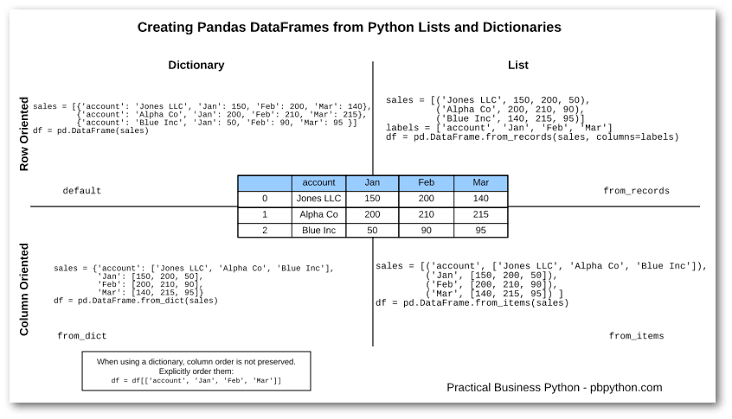 Creating Pandas DataFrames from Python Lists and Dictionaries
Dictionary
List
Row Oriented
sales = [{'account': 'Jones LLC', 'Jan': 150, 'Feb': 200, 'Mar': 140},
{'account': 'Alpha Co', 'Jan': 200, 'Feb': 210, 'Mar': 215},
{'account': 'Blue Inc', 'Jan': 50, 'Feb': 90, 'Mar': 95 }]
df = pd.DataFrame(sales)
default
sales = [('Jones LLC', 150, 200, 50),
('Alpha Co', 200, 210, 90),
('Blue Inc', 140, 215, 95)]
labels = ['account', 'Jan', 'Feb', 'Mar']
df = pd.DataFrame.from_records(sales, columns=labels)
from_records
account Jan Feb Mar
0 Jones LLC 150 200 140
1 Alpha Co 200 210 215
2 Blue Inc 50 90 95
Column Oriented
sales = {'account': ['Jones LLC', 'Alpha Co', 'Blue Inc'],
'Jan': [150, 200, 50],
'Feb': [200, 210, 90],
'Mar': [140, 215, 95]}
df = pd.DataFrame.from_dict(sales)
from_dict
sales = [('account', ['Jones LLC', 'Alpha Co', 'Blue Inc']),
('Jan', [150, 200, 50]),
('Feb', [200, 210, 90]),
('Mar', [140, 215, 95]) ]
df = pd.DataFrame.from_items(sales)
from_items
When using a dictionary, column order is not preserved.
Explicitly order them:
df = df[['account', 'Jan', 'Feb', 'Mar']]
Practical Business Python - pbpython.com